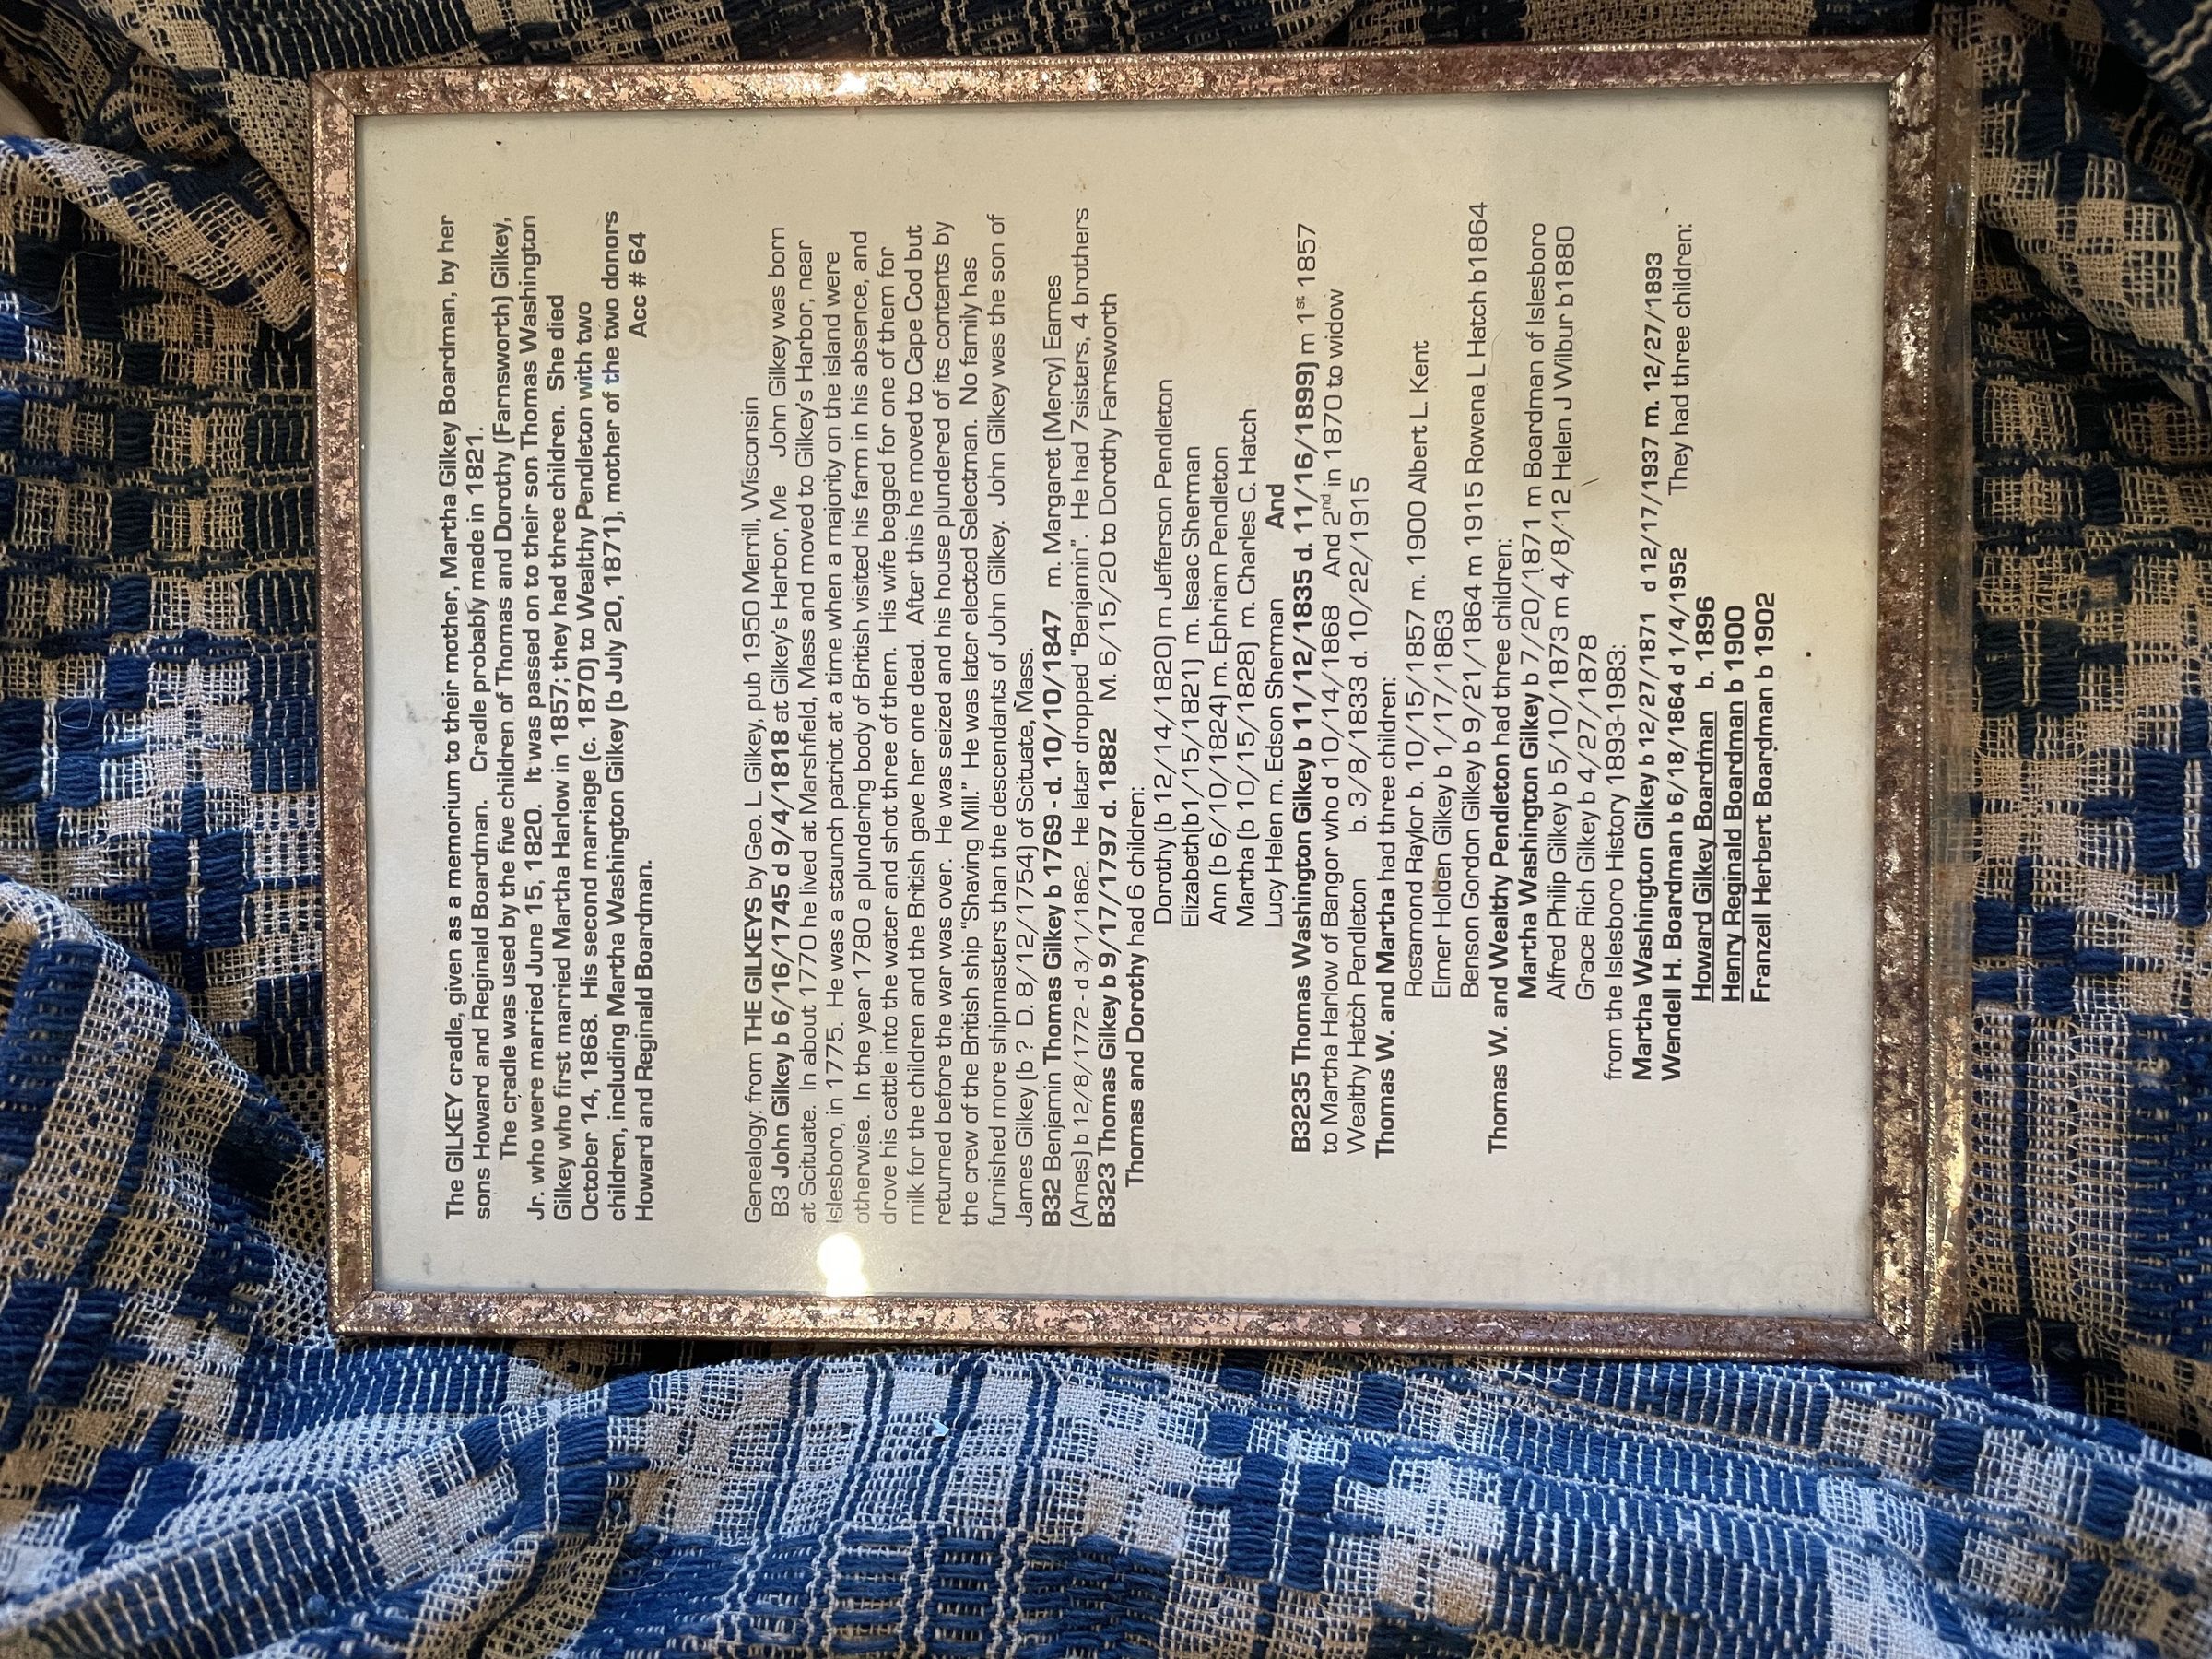 The GILKEY cradle, given as a memorium to their mother, Martha Gilkey Boardman, by her
sons Howard and Reginald Boardman. Cradle probably made in 1821.
The cradle was used by the five children of Thomas and Dorothy (Farnsworth) Gilkey,
Jr. who were married June 15, 1820. It was passed on to their son Thomas Washington
Gilkey who first married Martha Harlow in 1857; they had three children. She died
October 14, 1868. His second marriage (c. 1870) to Wealthy Pendleton with two
children, including Martha Washington Gilkey (b July 20, 1871), mother of the two donors
Howard and Reginald Boardman. Acc # 64
Genealogy: from THE GILKEYS by Geo. L. Gilkey, pub 1950 Merrill, Wisconsin
B3 John Gilkey b 6/16/1745 d 9/4/1818 at Gilkey's Harbor, Me John Gilkey was born
at Scituate. In about 1770 he lived at Marshfield, Mass and moved to Gilkey's Harbor, near
Islesboro, in 1775. He was a staunch patriot at a time when a majority on the island were
otherwise. In the year 1780 a plundering body of British visited his farm in his absence, and
drove his cattle into the water and shot three of them. His wife begged for one of them for
milk for the children and the British gave her one dead. After this he moved to Cape Cod but
returned before the war was over. He was seized and his house plundered of its contents by
the crew of the British ship "Shaving Mill." He was later elected Selectman. No family has
furnished more shipmasters than the descendants of John Gilkey. John Gilkey was the son of
James Gilkey (b ? D. 8/12/1754) of Scituate, Mass.
B32 Benjamin Thomas Gilkey b 1769 - d. 10/10/1847 m. Margaret (Mercy) Eames
(Ames) b 12/8/1772 - d 3/1/1862. He later dropped "Benjamin". He had 7 sisters, 4 brothers
B323 Thomas Gilkey b 9/17/1797 d. 1882 M. 6/15/20 to Dorothy Farnsworth
Thomas and Dorothy had 6 children:
Dorothy (b 12/14/1820) m Jefferson Pendleton
Elizabeth(b1/15/1821) m. Isaac Sherman
Ann (b 6/10/1824) m. Ephriam Pendleton
Martha (b 10/15/1828) m. Charles C. Hatch
Lucy Helen m. Edson Sherman And
B3235 Thomas Washington Gilkey b 11/12/1835 d. 11/16/1899) m 1st 1857
to Martha Harlow of Bangor who d 10/14/1868 And 2nd in 1870 to widow
Wealthy Hatch Pendleton b. 3/8/1833 d. 10/22/1915
Thomas W. and Martha had three children:
Rosamond Raylor b. 10/15/1857 m. 1900 Albert L. Kent
Elmer Holden Gilkey b 1/17/1863
Benson Gordon Gilkey b 9/21/1864 m 1915 Rowena L Hatch b1864
Thomas W. and Wealthy Pendleton had three children:
Martha Washington Gilkey b 7/20/1871 m Boardman of Islesboro
Alfred Philip Gilkey b 5/10/1873 m 4/8/12 Helen J Wilbur b1880
Grace Rich Gilkey b 4/27/1878
from the Islesboro History 1893-1983:
Martha Washington Gilkey b 12/27/1871 d 12/17/1937 m. 12/27/1893
Wendell H. Boardman b 6/18/1864 d 1/4/1952 They had three children:
Howard Gilkey Boardman b. 1896
Henry Reginald Boardman b 1900
Franzell Herbert Boardman b 1902